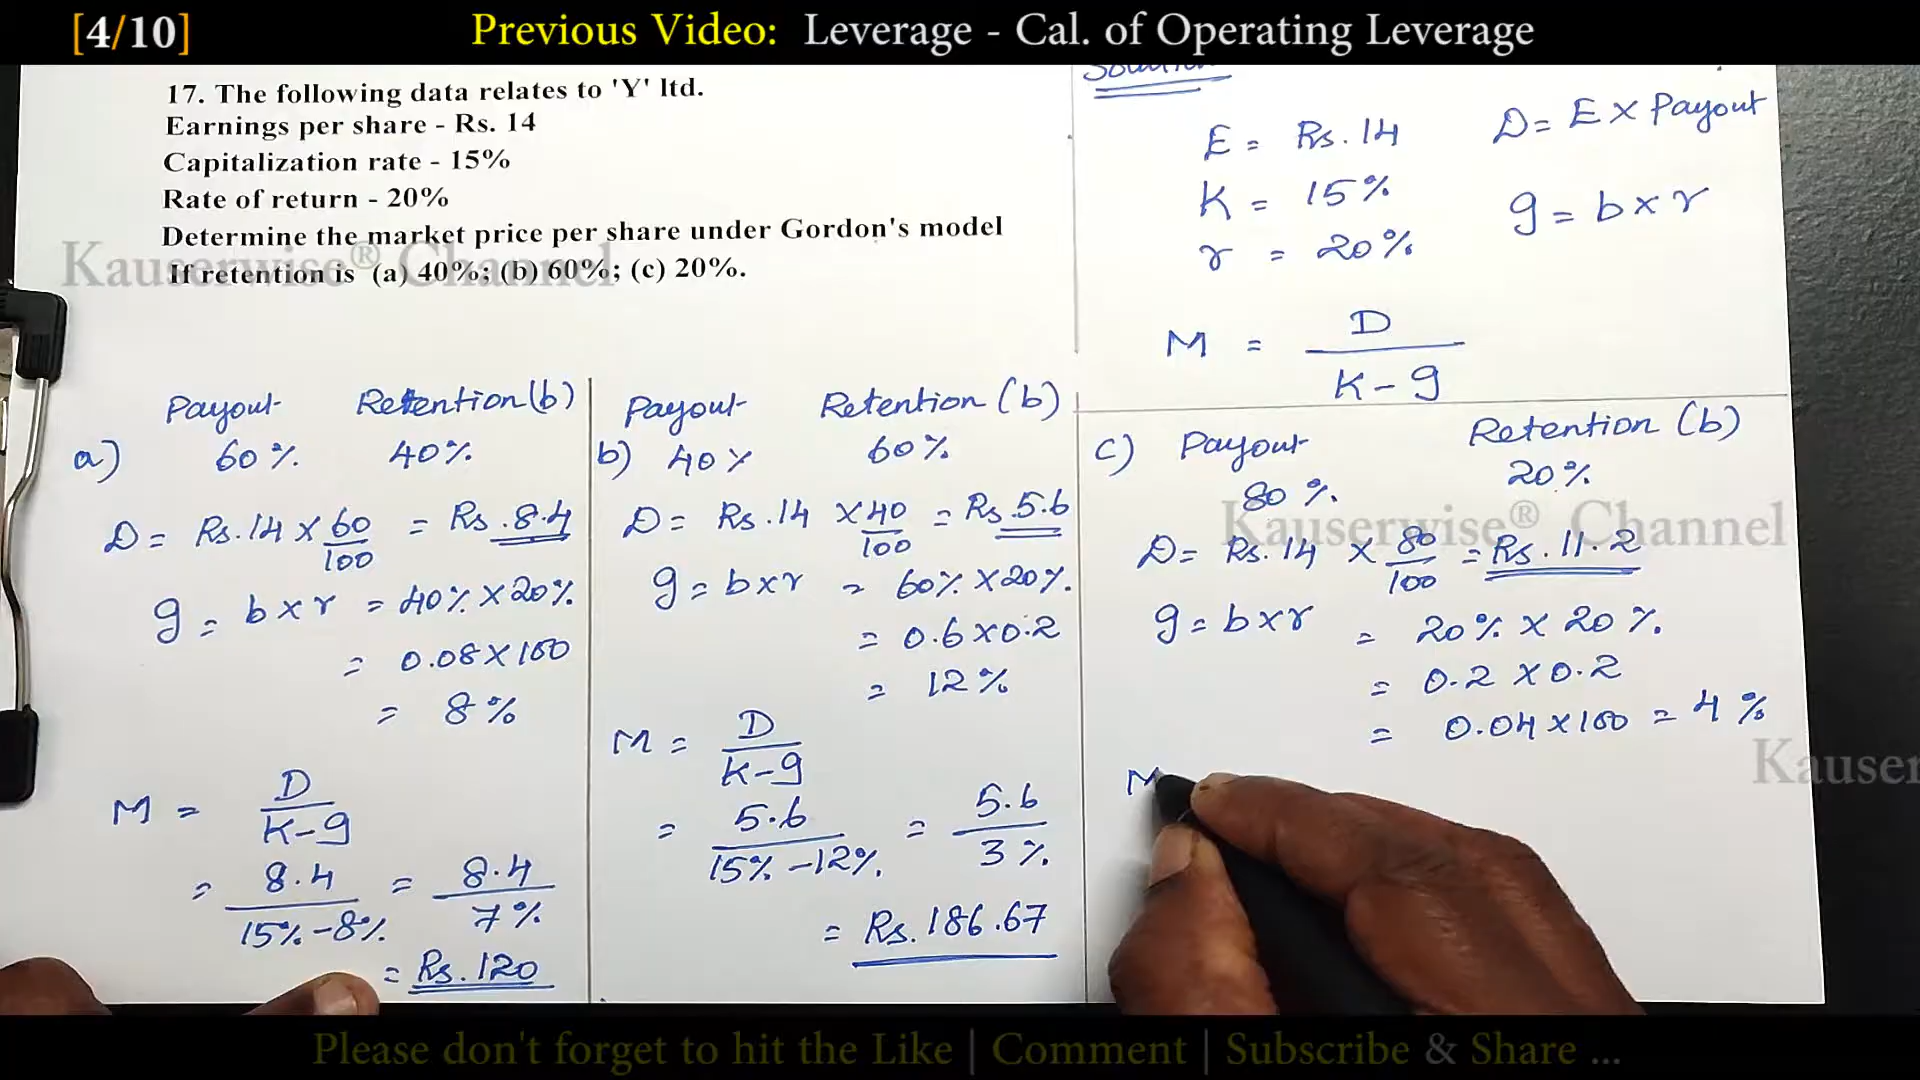 [4/10]
Previous Video: Leverage - Cal. of Operating Leverage
17. The following data relates to 'Y' ltd.
Earnings per share - Rs. 14
Capitalization rate - 15%
Rate of return - 20%
Determine the market price per share under Gordon's model
If retention is (a) 40%; (b) 60%; (c) 20%.
Kauserwise® Channel
Solution
E = Rs. 14
D = E × Payout
K = 15%
g = b × r
r = 20%
M = D
K - g
Payout Retention (b)
a) 60% 40%
D = Rs. 14 × 60 = Rs. 8.4
100
g = b × r = 40% × 20%
= 0.08 × 100
= 8%
M = D
K - g
= 8.4 = 8.4
15% - 8% 7%
= Rs. 120
Payout Retention (b)
b) 40% 60%
D = Rs. 14 × 40 = Rs. 5.6
100
g = b × r = 60% × 20%.
= 0.6 × 0.2
= 12%
M = D
K - g
= 5.6 = 5.6
15% - 12% 3%
= Rs. 186.67
c) Payout Retention (b)
80% 20%
Kauserwise® Channel
D = Rs. 14 × 80 = Rs. 11.2
100
g = b × r = 20% × 20%.
= 0.2 × 0.2
= 0.04 × 100 = 4%
Kauser
M
Please don't forget to hit the Like | Comment | Subscribe & Share ...